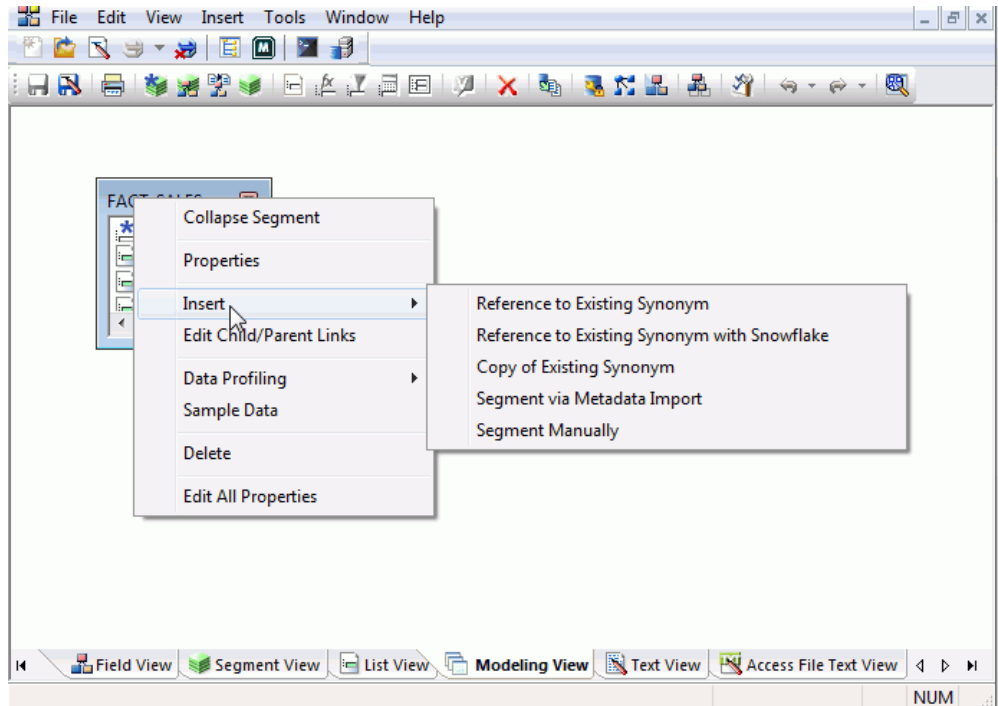 File Edit View Insert Tools Window Help
Collapse Segment
Properties
Insert
Edit Child/Parent Links
Data Profiling
Sample Data
Delete
Edit All Properties
Reference to Existing Synonym
Reference to Existing Synonym with Snowflake
Copy of Existing Synonym
Segment via Metadata Import
Segment Manually
Field View Segment View List View Modeling View Text View Access File Text View
NUM